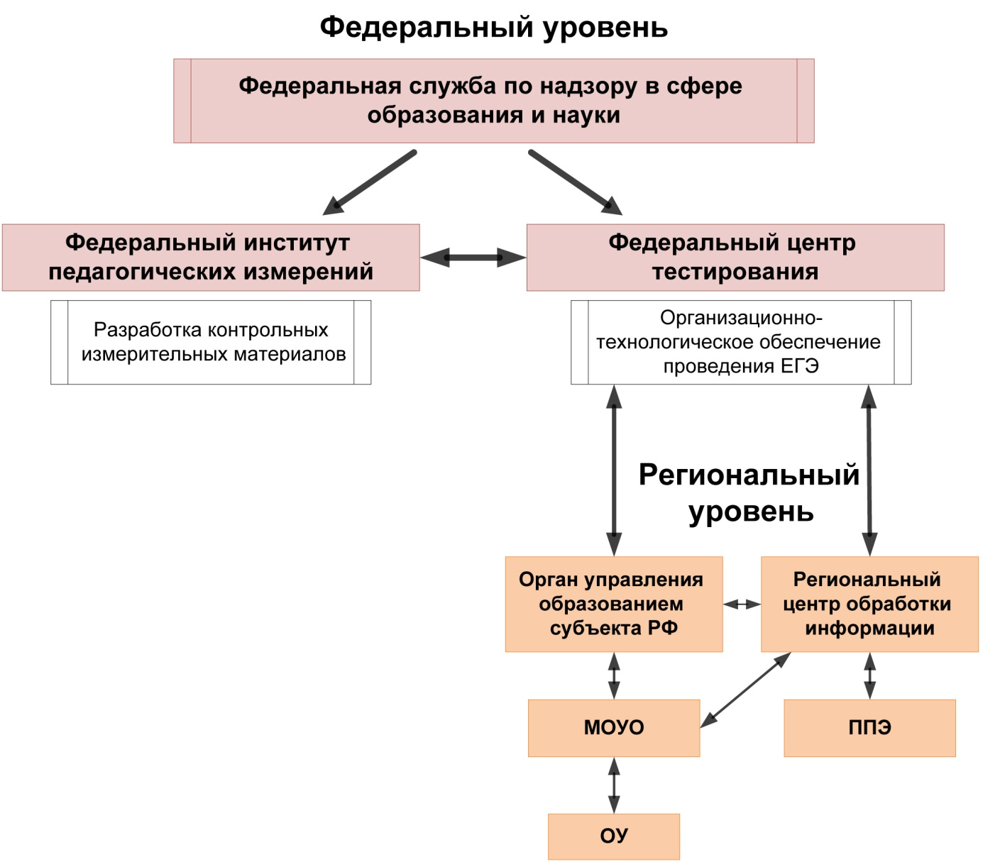 Федеральный уровень
Федеральная служба по надзору в сфере
образования и науки
Федеральный институт
педагогических измерений
Федеральный центр
тестирования
Разработка контрольных
измерительных материалов
Организационно-
технологическое обеспечение
проведения ЕГЭ
Региональный
уровень
Орган управления
образованием
субъекта РФ
Региональный
центр обработки
информации
МОУО
ППЭ
ОУ